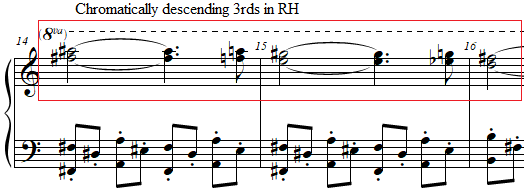 Chromatically descending 3rds in RH
(8va)
14
15
16